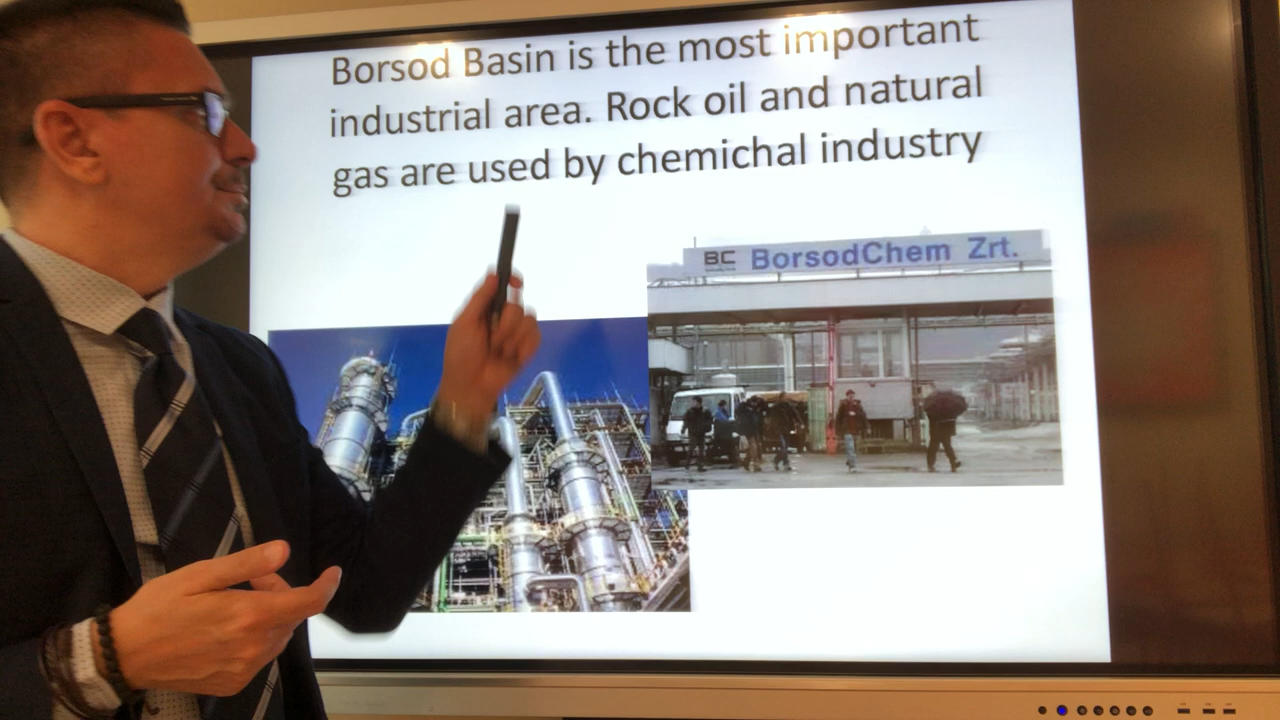 Borsod Basin is the most important
industrial area. Rock oil and natural
gas are used by chemichal industry
BC BorsodChem Zrt.